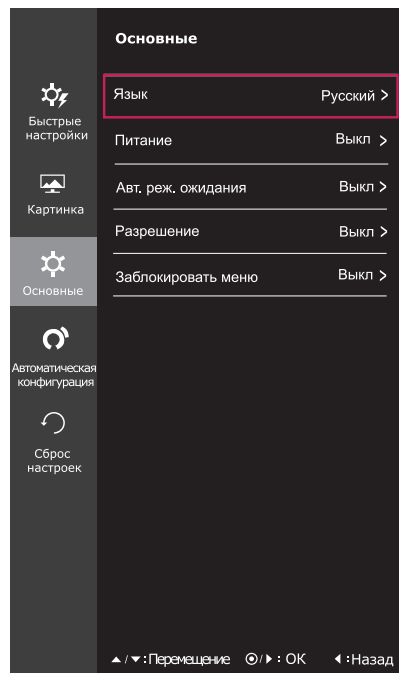 Основные
Быстрые
настройки
Картинка
Основные
Автоматическая
конфигурация
Сброс
настроек
Язык Русский >
Питание Выкл >
Авт. реж. ожидания Выкл >
Разрешение Выкл >
Заблокировать меню Выкл >
▲/▼:Перемещение ⊙/▶: ОК ◀:Назад